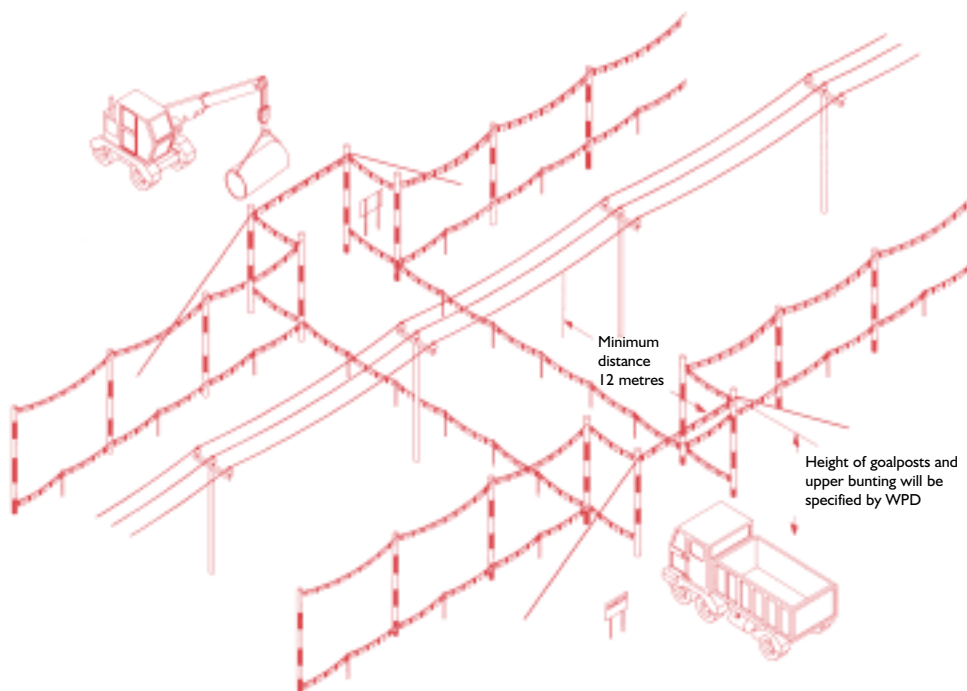 Minimum
distance
12 metres
Height of goalposts and
upper bunting will be
specified by WPD